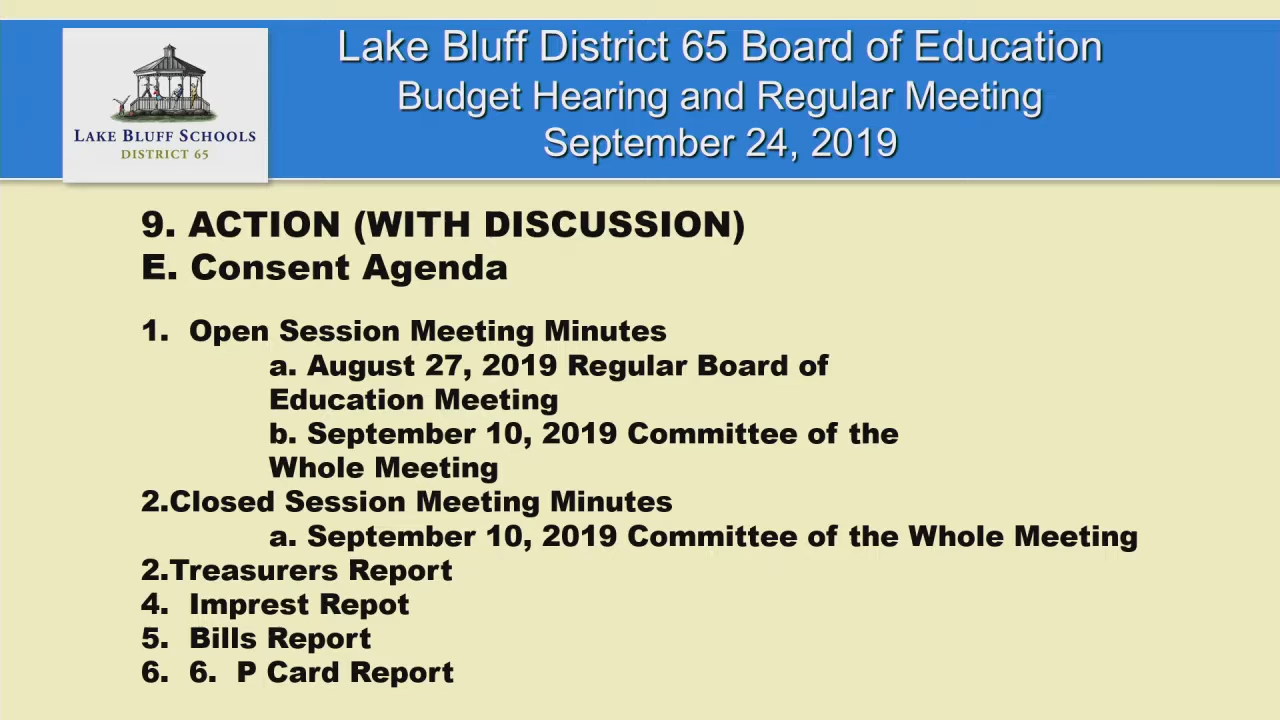 LAKE BLUFF SCHOOLS
DISTRICT 65
Lake Bluff District 65 Board of Education
Budget Hearing and Regular Meeting
September 24, 2019
9. ACTION (WITH DISCUSSION)
E. Consent Agenda
1. Open Session Meeting Minutes
a. August 27, 2019 Regular Board of
Education Meeting
b. September 10, 2019 Committee of the
Whole Meeting
2.Closed Session Meeting Minutes
a. September 10, 2019 Committee of the Whole Meeting
2.Treasurers Report
4. Imprest Repot
5. Bills Report
6. 6. P Card Report